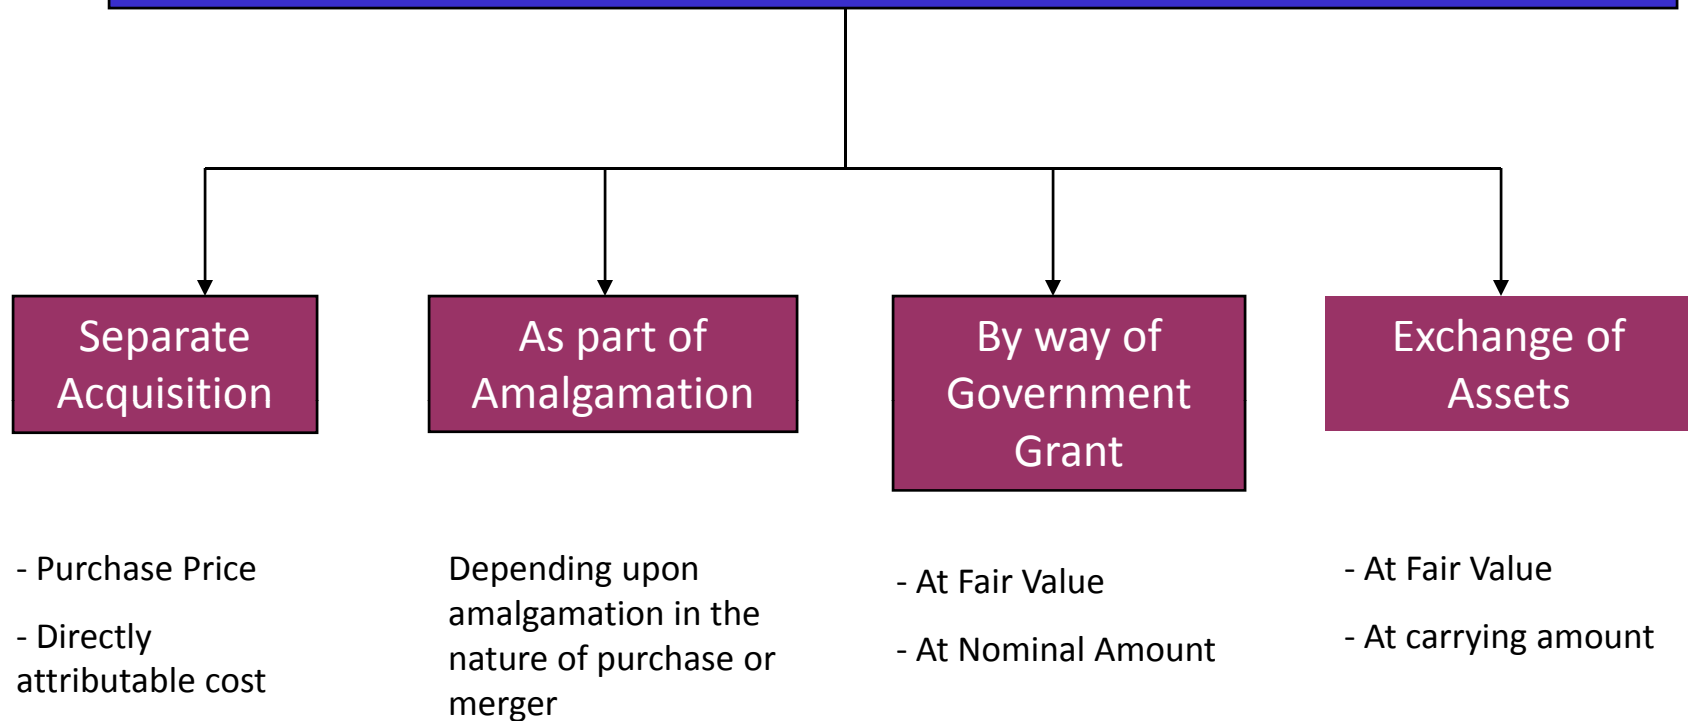 Separate
Acquisition
As part of
Amalgamation
By way of
Government
Grant
Exchange of
Assets
- Purchase Price
- Directly
attributable cost
Depending upon
amalgamation in the
nature of purchase or
merger
- At Fair Value
- At Nominal Amount
- At Fair Value
- At carrying amount